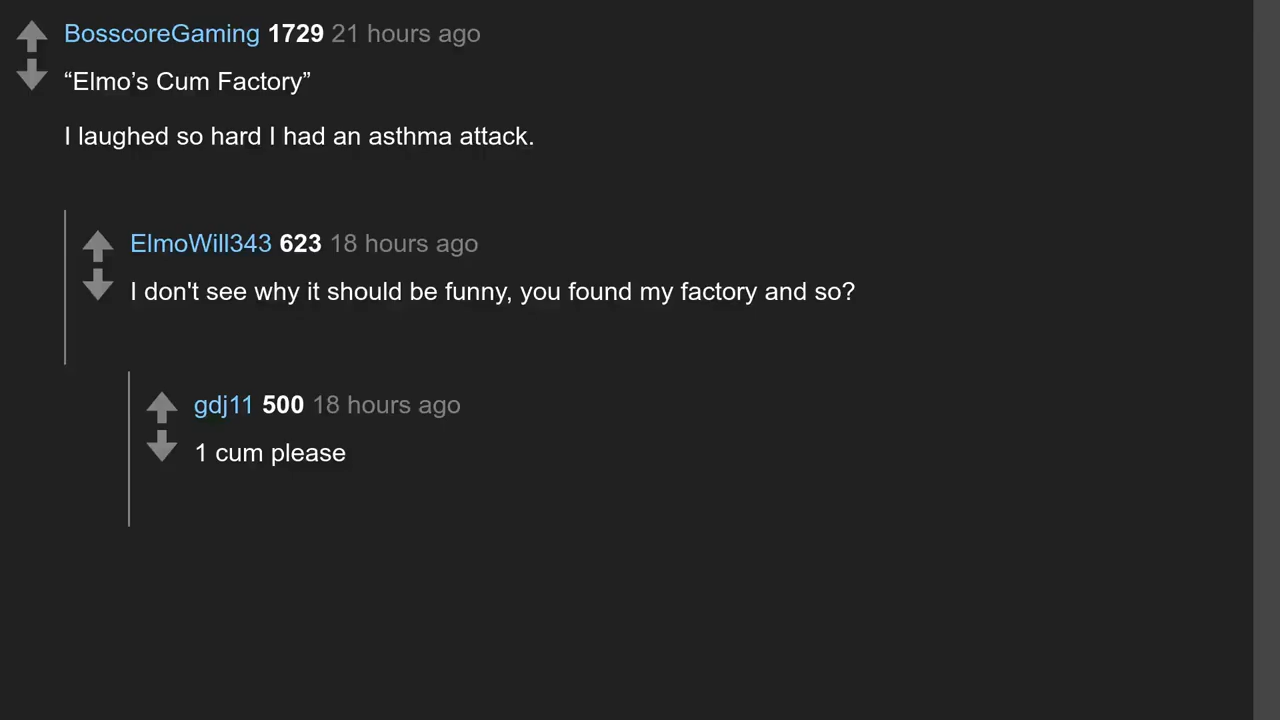 BosscoreGaming 1729 21 hours ago
“Elmo’s Cum Factory”
I laughed so hard I had an asthma attack.
ElmoWill343 623 18 hours ago
I don't see why it should be funny, you found my factory and so?
gdj11 500 18 hours ago
1 cum please